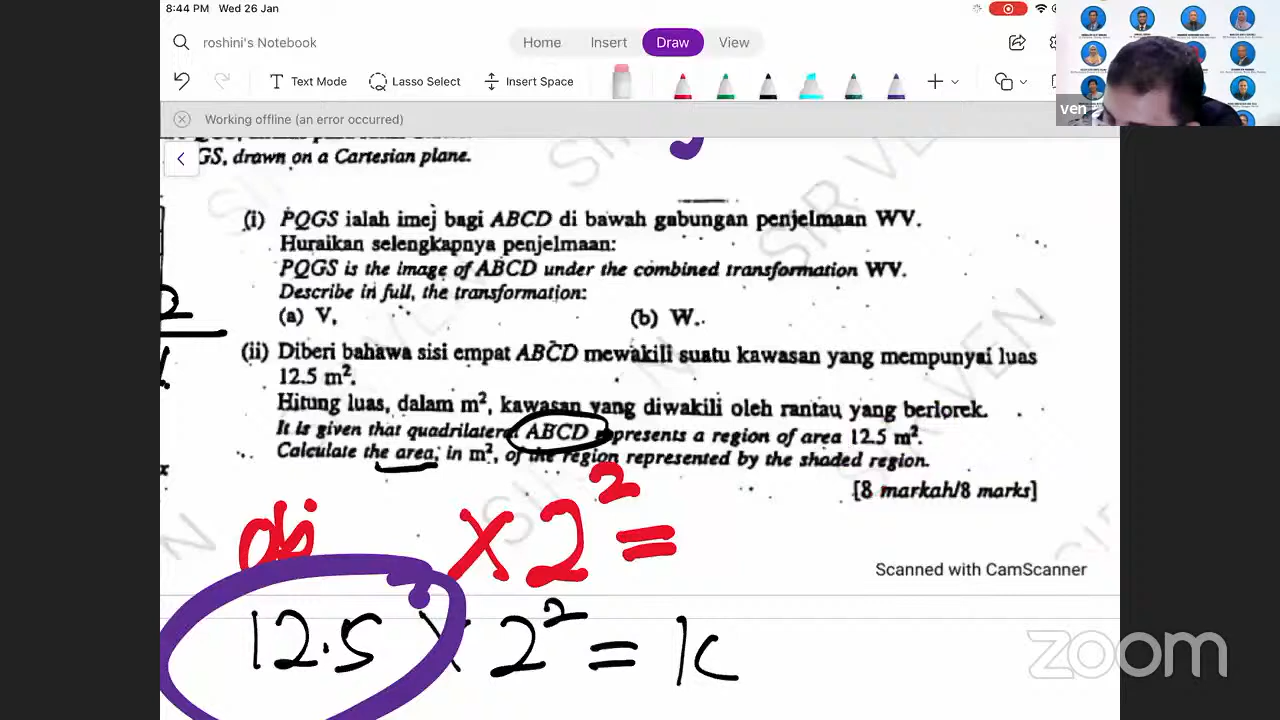 8:44 PM Wed 26 Jan
roshini's Notebook
Home Insert Draw View
Text Mode Lasso Select Insert Space
Working offline (an error occurred)
ven
GS, drawn on a Cartesian plane.
(i) PQGS ialah imej bagi ABCD di bawah gabungan penjelmaan WV.
Huraikan selengkapnya penjelmaan:
PQGS is the image of ABCD under the combined transformation WV.
Describe in full, the transformation:
(a) V, (b) W.
(ii) Diberi bahawa sisi empat ABCD mewakili suatu kawasan yang mempunyai luas
12.5 m².
Hitung luas, dalam m², kawasan yang diwakili oleh rantau yang berlorek.
It is given that quadrilateral ABCD represents a region of area 12.5 m².
Calculate the area, in m², of the region represented by the shaded region.
[8 markah/8 marks]
obj × 2² =
Scanned with CamScanner
12.5 × 2² = K
zoom
SIR VEN